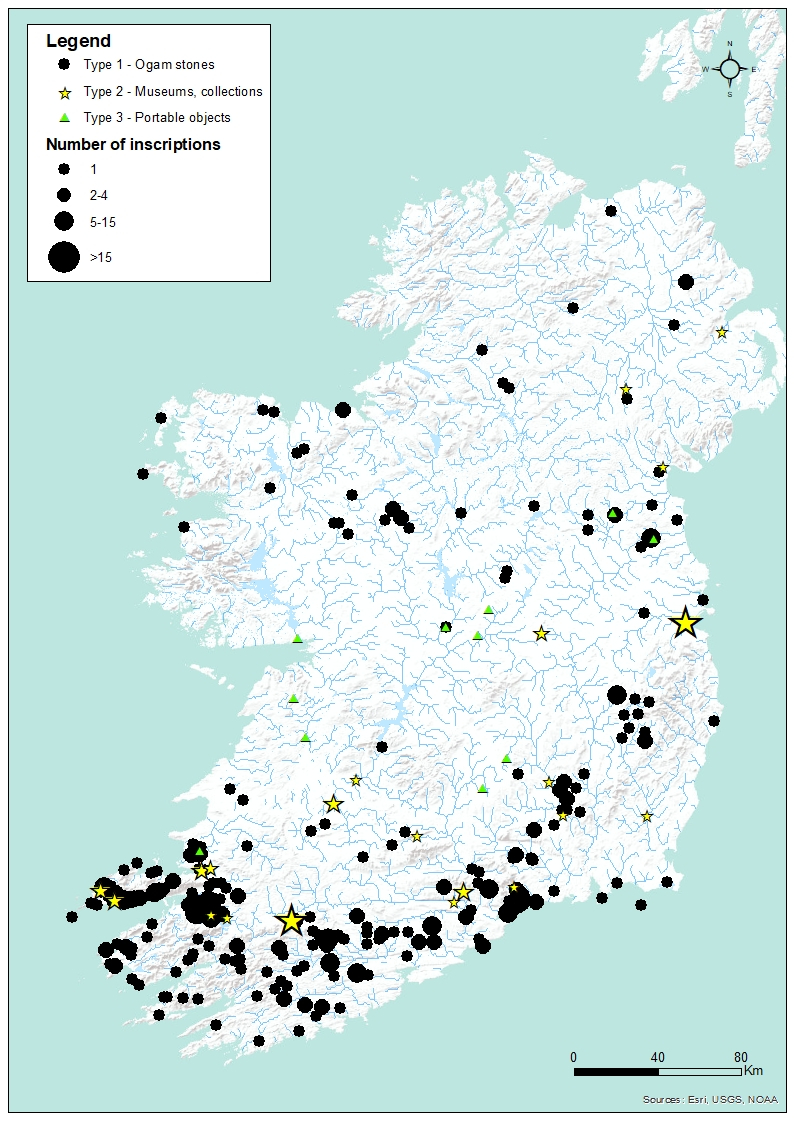 Legend
Type 1 - Ogam stones
Type 2 - Museums, collections
Type 3 - Portable objects
Number of inscriptions
1
2-4
5-15
>15
N
W E
S
0 40 80
Km
Sources: Esri, USGS, NOAA